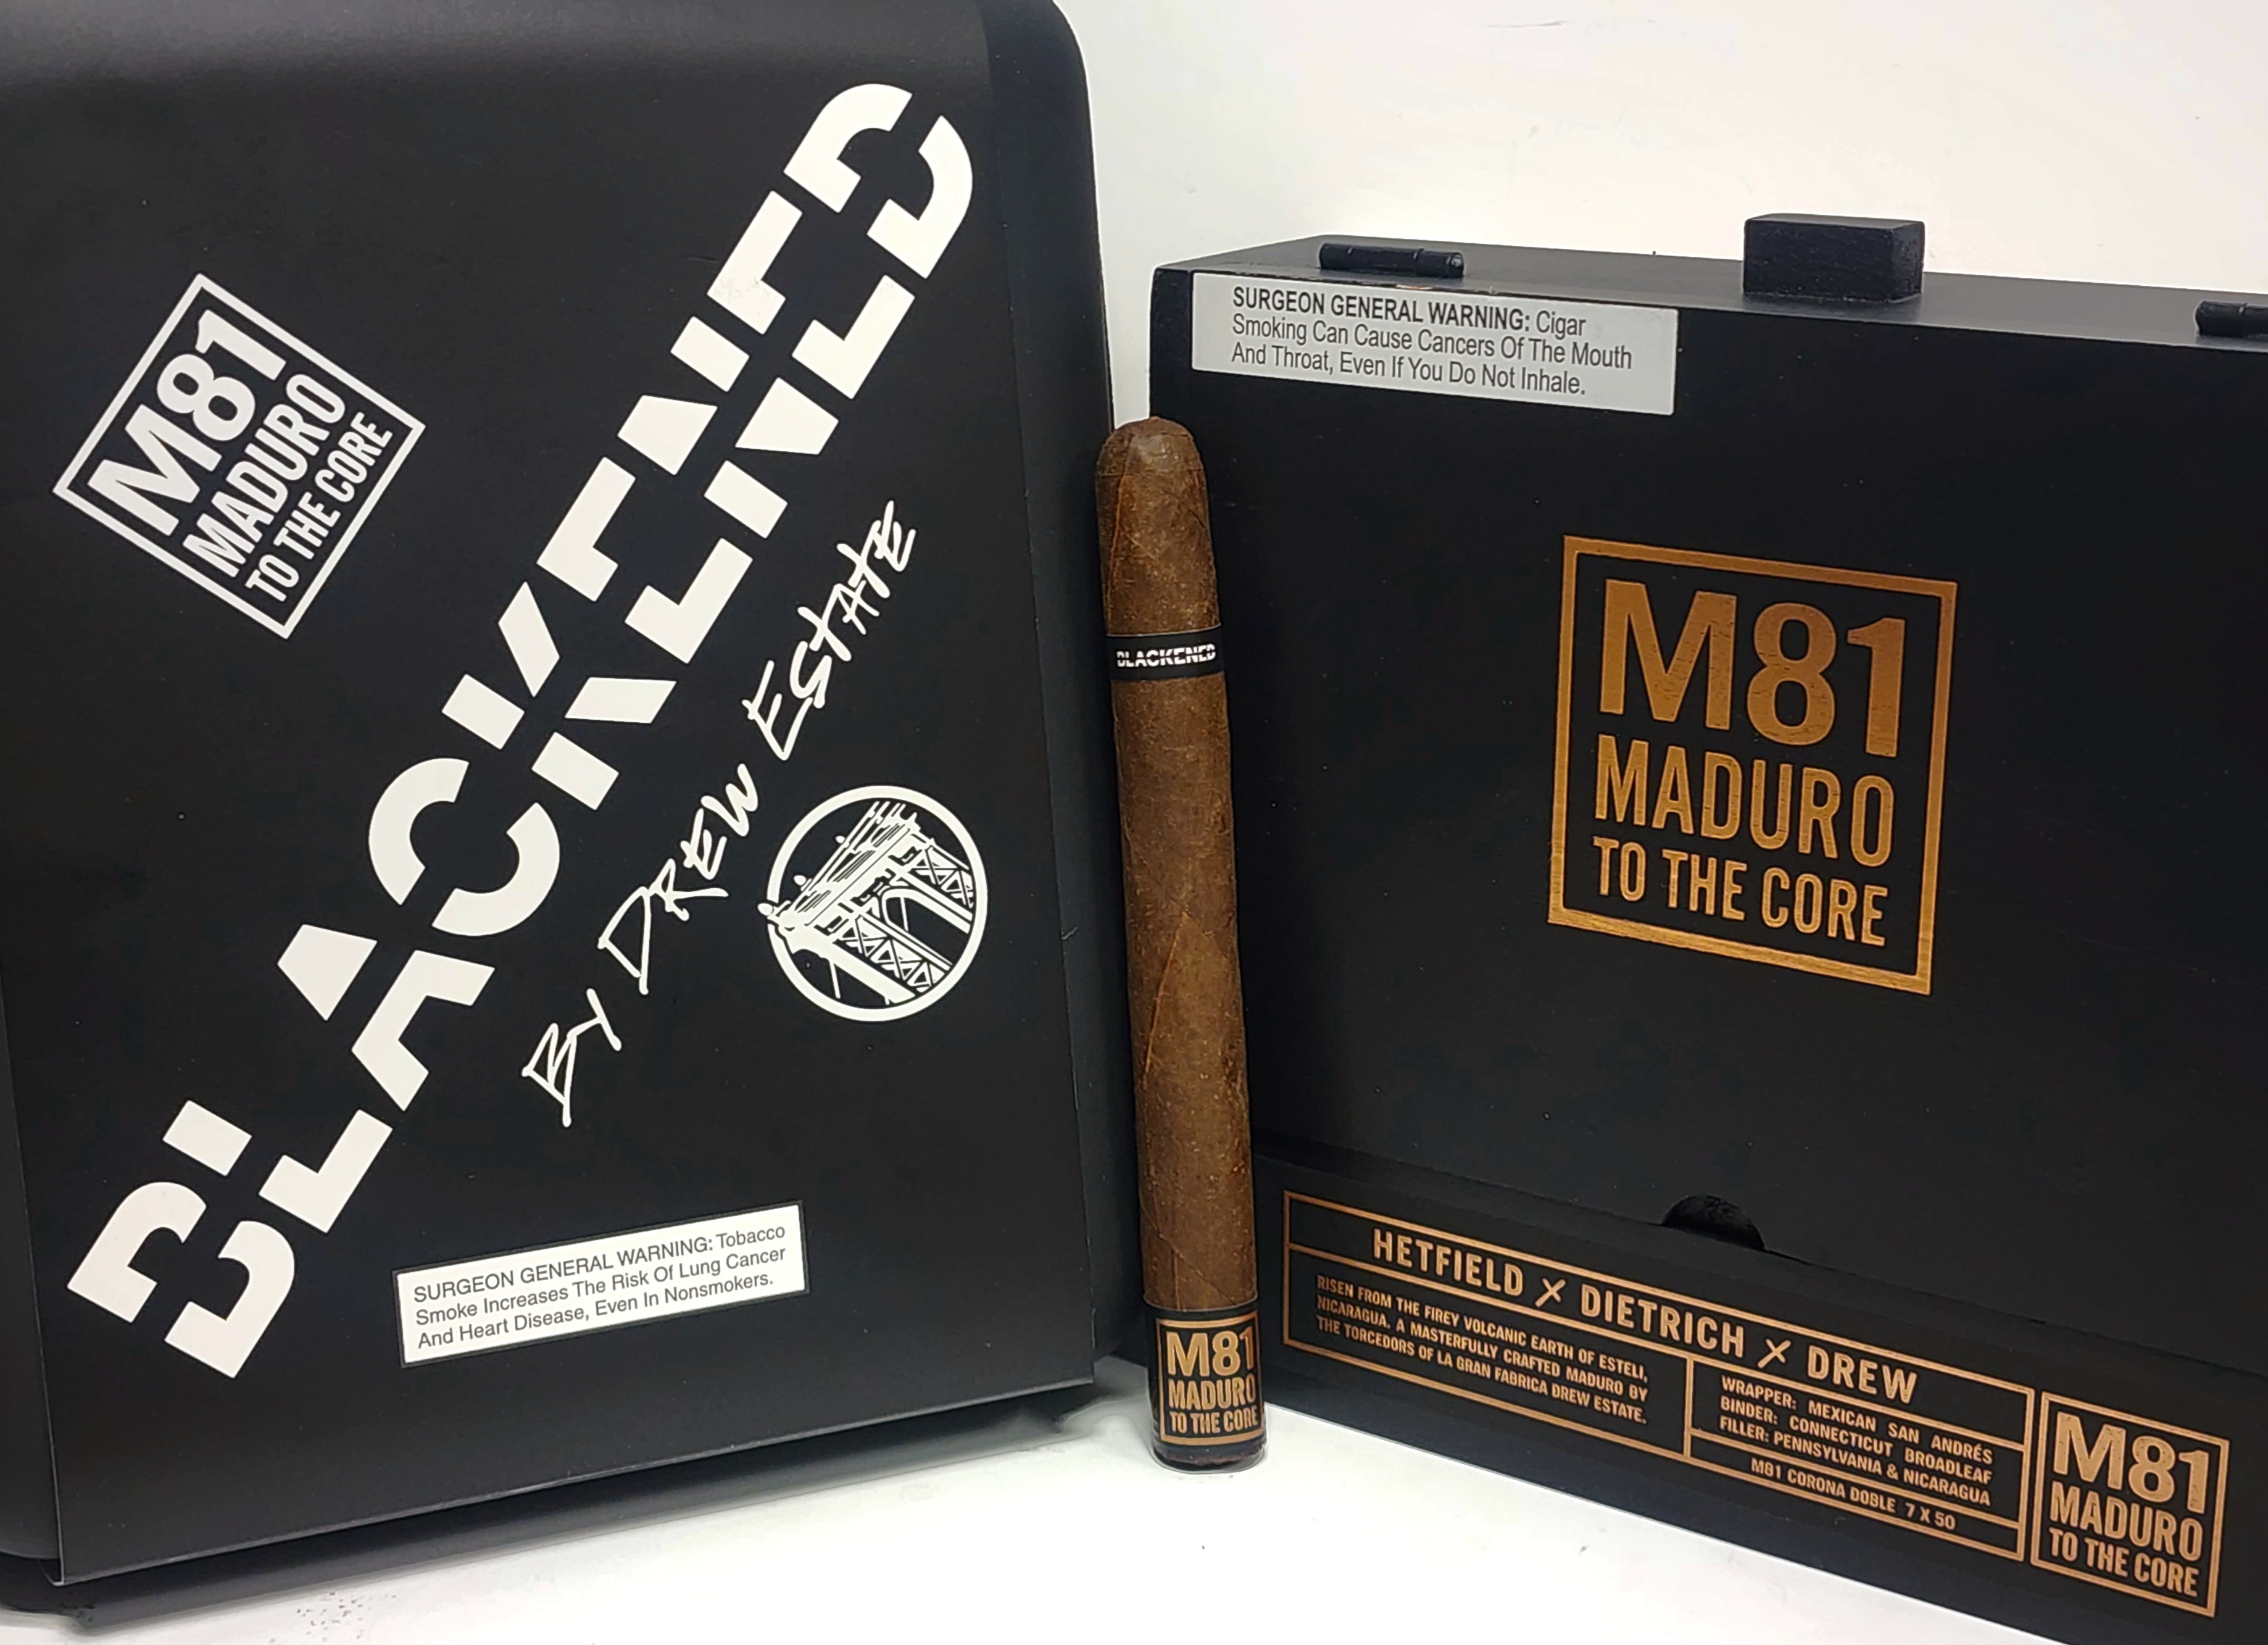 M81
MADURO
TO THE CORE
BLACKENED
BY DREW ESTATE
SURGEON GENERAL WARNING: Tobacco
Smoke Increases The Risk Of Lung Cancer
And Heart Disease, Even In Nonsmokers.
BLACKENED
M81
MADURO
TO THE CORE
SURGEON GENERAL WARNING: Cigar
Smoking Can Cause Cancers Of The Mouth
And Throat, Even If You Do Not Inhale.
M81
MADURO
TO THE CORE
HETFIELD X DIETRICH X DREW
RISEN FROM THE FIREY VOLCANIC EARTH OF ESTELI,
NICARAGUA. A MASTERFULLY CRAFTED MADURO BY
THE TORCEDORS OF LA GRAN FABRICA DREW ESTATE.
WRAPPER: MEXICAN SAN ANDRÉS
BINDER: CONNECTICUT BROADLEAF
FILLER: PENNSYLVANIA & NICARAGUA
M81 CORONA DOBLE 7 X 50
M81
MADURO
TO THE CORE